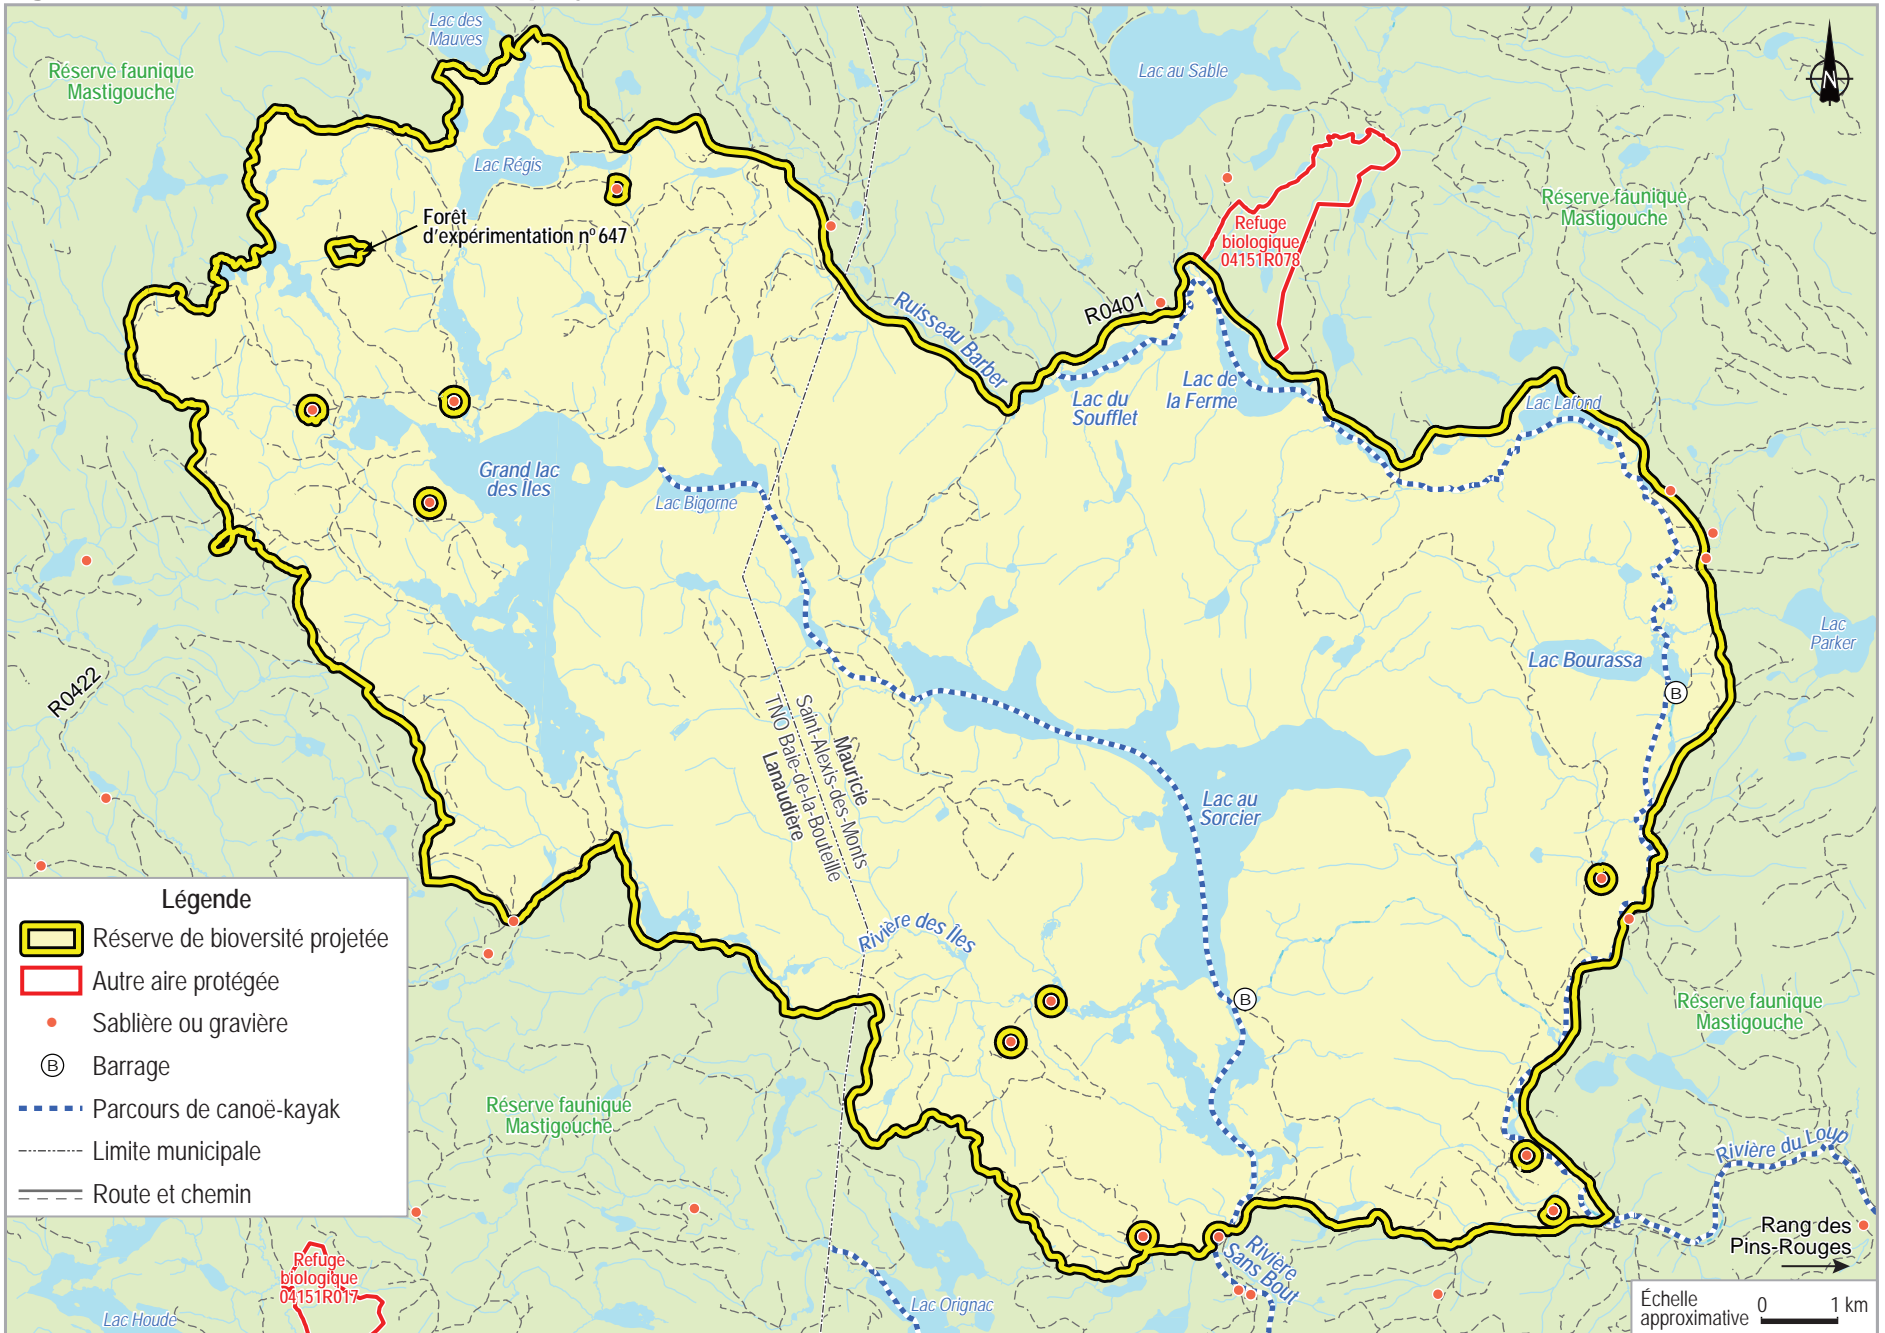 Lac des
Mauves
Réserve faunique
Mastigouche
Lac au Sable
N
Lac Régis
Réserve faunique
Mastigouche
Forêt
d'expérimentation nº 647
Refuge
biologique
04151R078
Ruisseau Barber
R0401
Lac de
la Ferme
Lac du
Soufflet
Lac Lafond
Grand lac
des Îles
Lac Bigorne
Lac
Parker
Lac Bourassa
B
R0422
Mauricie
Saint-Alexis-des-Monts
TNO Baie-de-la-Bouteille
Lanaudière
Lac au
Sorcier
Rivière des Îles
B
Réserve faunique
Mastigouche
Réserve faunique
Mastigouche
Rivière du Loup
Rang des
Pins-Rouges
Rivière
Sans Bout
Refuge
biologique
04151R017
Lac Houde
Lac Orignac
Légende
Réserve de bioversité projetée
Autre aire protégée
Sablière ou gravière
B Barrage
Parcours de canoë-kayak
Limite municipale
Route et chemin
Échelle
approximative 0 1 km